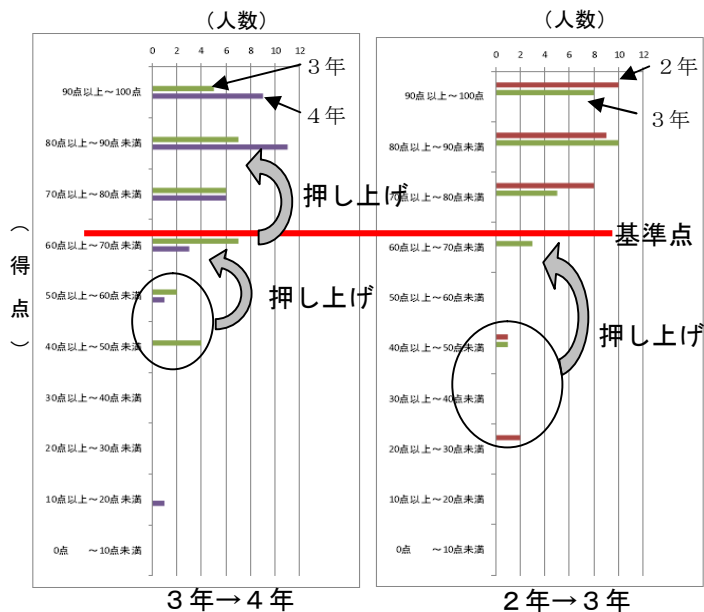 (人数)
0 2 4 6 8 10 12
3年
4年
90点以上～100点
80点以上～90点未満
70点以上～80点未満
60点以上～70点未満
50点以上～60点未満
40点以上～50点未満
30点以上～40点未満
20点以上～30点未満
10点以上～20点未満
0点 ～10点未満
押し上げ
押し上げ
(得点)
3年→4年
(人数)
0 2 4 6 8 10 12
2年
3年
90点以上～100点
80点以上～90点未満
70点以上～80点未満
基準点
60点以上～70点未満
50点以上～60点未満
40点以上～50点未満
30点以上～40点未満
20点以上～30点未満
10点以上～20点未満
0点 ～10点未満
押し上げ
2年→3年